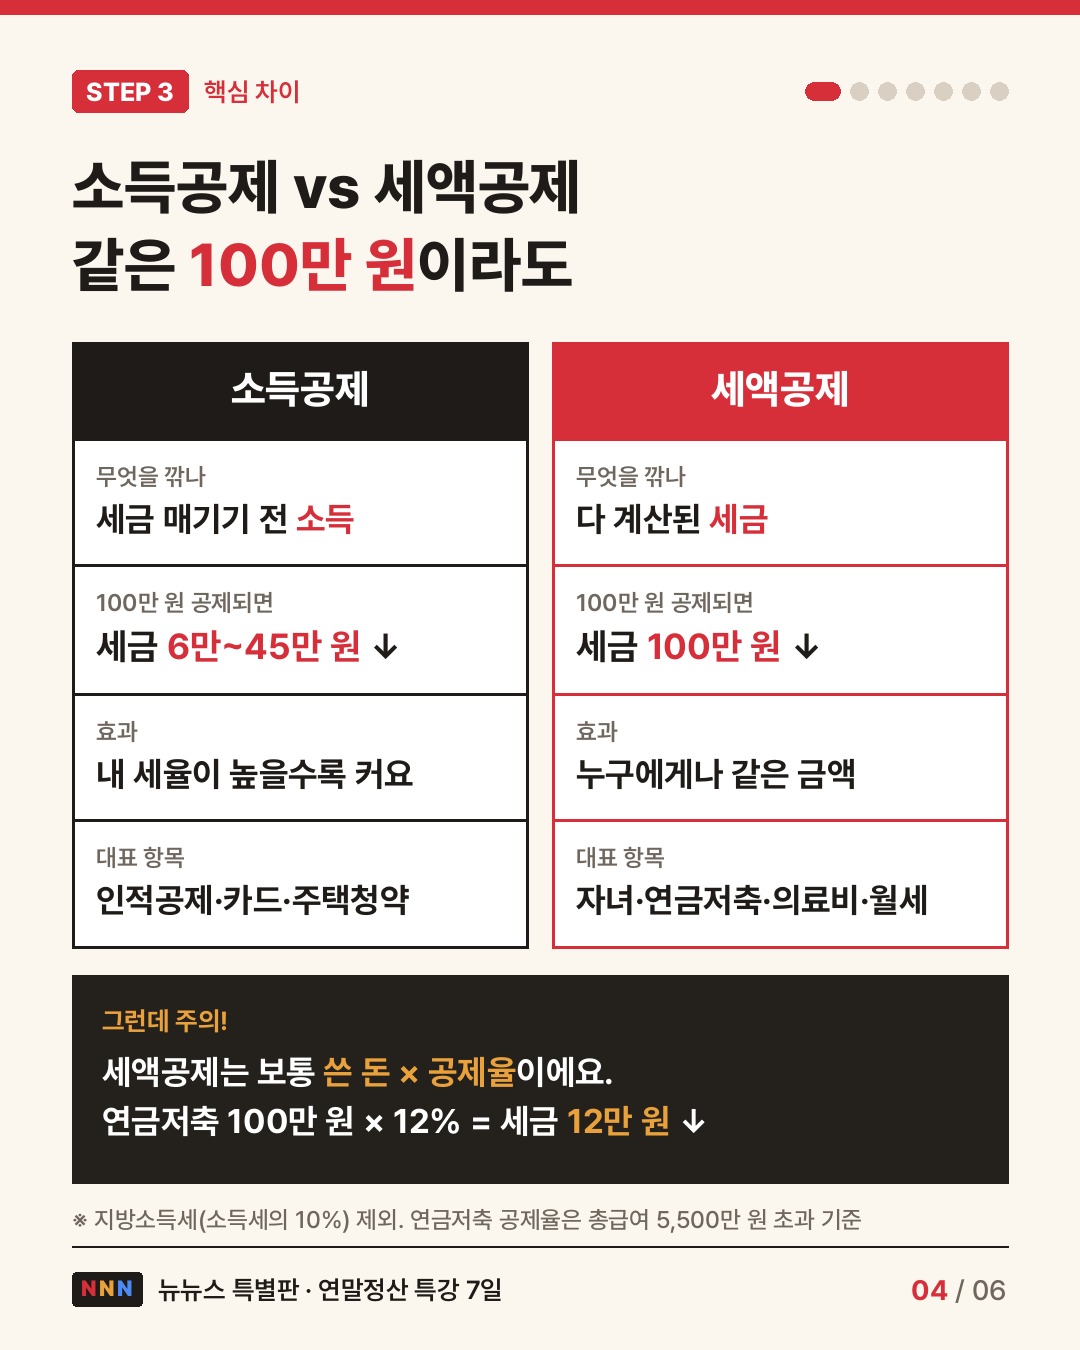 STEP 3 핵심 차이
소득공제 vs 세액공제
같은 100만 원이라도
소득공제
무엇을 깎나
세금 매기기 전 소득
100만 원 공제되면
세금 6만~45만 원 ↓
효과
내 세율이 높을수록 커요
대표 항목
인적공제·카드·주택청약
세액공제
무엇을 깎나
다 계산된 세금
100만 원 공제되면
세금 100만 원 ↓
효과
누구에게나 같은 금액
대표 항목
자녀·연금저축·의료비·월세
그런데 주의!
세액공제는 보통 쓴 돈 × 공제율이에요.
연금저축 100만 원 × 12% = 세금 12만 원 ↓
※ 지방소득세(소득세의 10%) 제외. 연금저축 공제율은 총급여 5,500만 원 초과 기준
NNN 뉴뉴스 특별판 · 연말정산 특강 7일
04 / 06